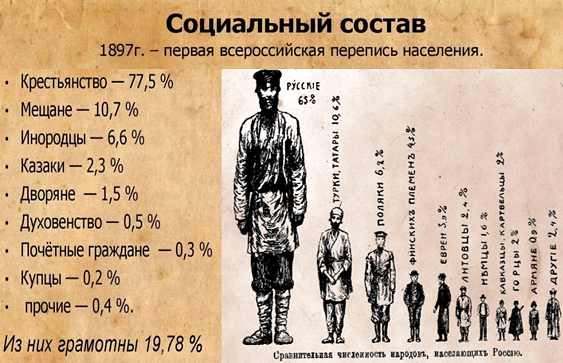 Социальный состав
1897г. – первая всероссийская перепись населения.
• Крестьянство — 77,5 %
• Мещане — 10,7 %
• Инородцы — 6,6 %
• Казаки — 2,3 %
• Дворяне — 1,5 %
• Духовенство — 0,5 %
• Почётные граждане — 0,3 %
• Купцы — 0,2 %
• прочие — 0,4 %.
Из них грамотны 19,78 %
РУССКІЕ
65%
ТУРКИ, ТАТАРЫ 10,6%
ПОЛЯКИ 6,2%
ФИНСКИХЪ ПЛЕМЕНЪ 4,5%
ЕВРЕИ 3,9%
ЛИТОВЦЫ 2,4%
НѢМЦЫ 1,6%
КАВКАЗЦЫ, КАРТВЕЛЬЦЫ 2%
ГОРЦЫ 2%
АРМЯНЕ 0,9%
ДРУГІЕ 2,4%
Сравнительная численность народовъ, населяющихъ Россію.